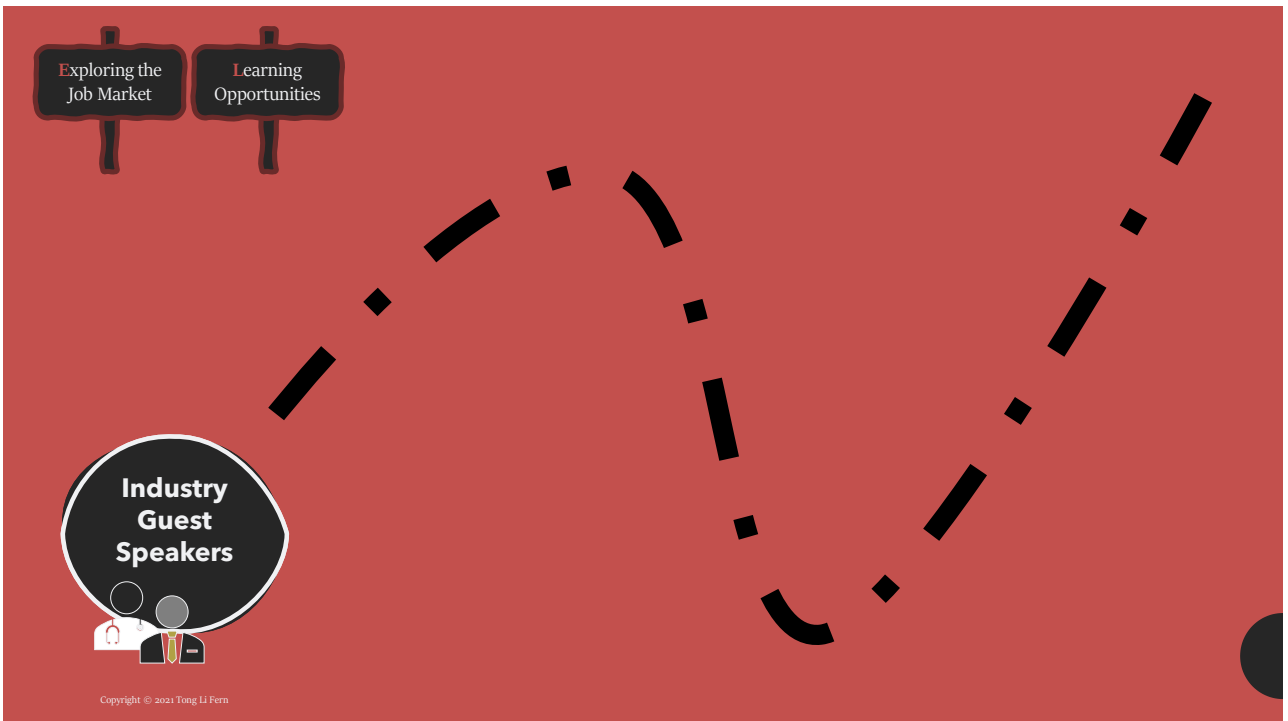 Exploring the
Job Market
Learning
Opportunities
Industry
Guest
Speakers
Copyright © 2021 Tong Li Fern